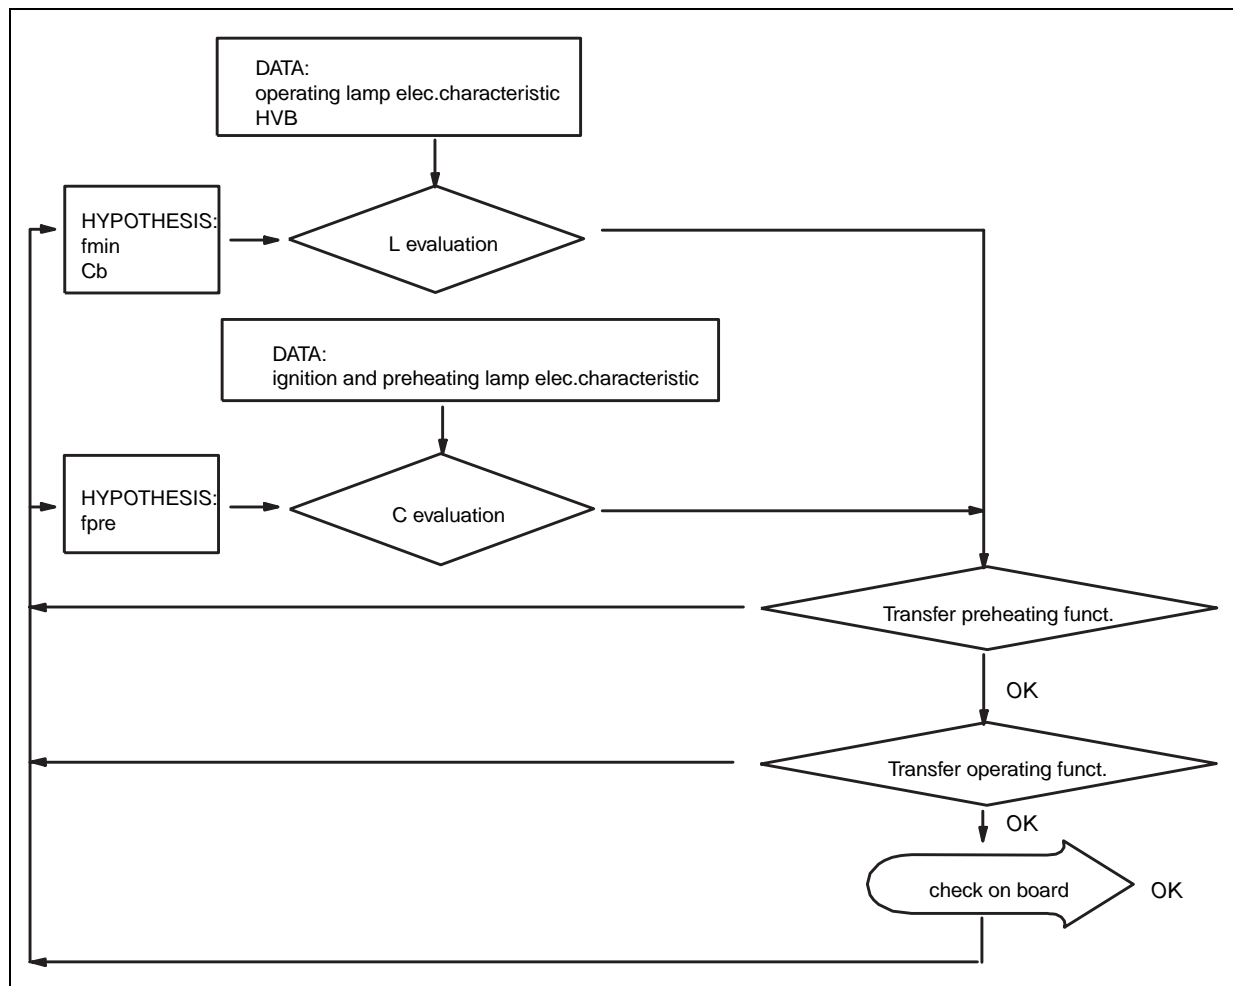 DATA:
operating lamp elec.characteristic
HVB
HYPOTHESIS:
fmin
Cb
L evaluation
DATA:
ignition and preheating lamp elec.characteristic
HYPOTHESIS:
fpre
C evaluation
Transfer preheating funct.
OK
Transfer operating funct.
OK
check on board
OK